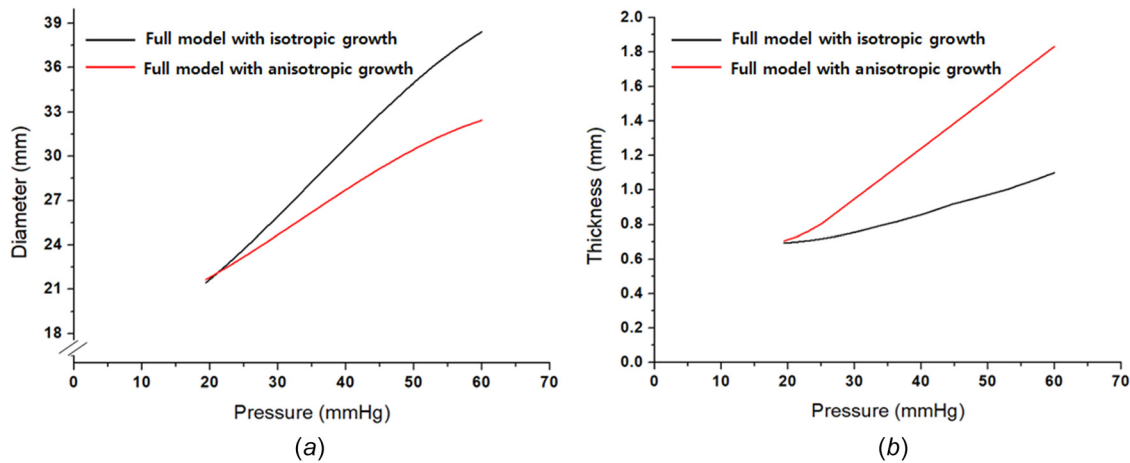 39
36
33
30
27
24
21
18
Diameter (mm)
Full model with isotropic growth
Full model with anisotropic growth
0 10 20 30 40 50 60 70
Pressure (mmHg)
(a)
2.0
1.8
1.6
1.4
1.2
1.0
0.8
0.6
0.4
0.2
0.0
Thickness (mm)
Full model with isotropic growth
Full model with anisotropic growth
0 10 20 30 40 50 60 70
Pressure (mmHg)
(b)